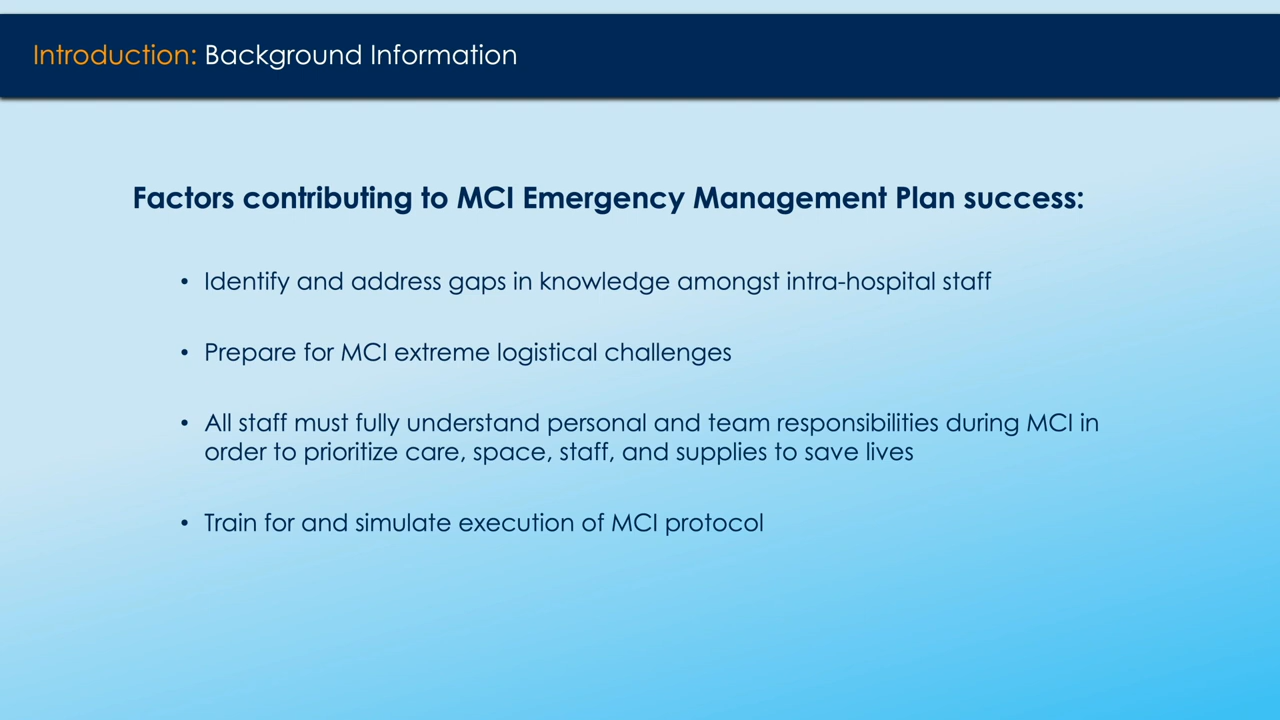 Introduction: Background Information
Factors contributing to MCI Emergency Management Plan success:
• Identify and address gaps in knowledge amongst intra-hospital staff
• Prepare for MCI extreme logistical challenges
• All staff must fully understand personal and team responsibilities during MCI in
order to prioritize care, space, staff, and supplies to save lives
• Train for and simulate execution of MCI protocol